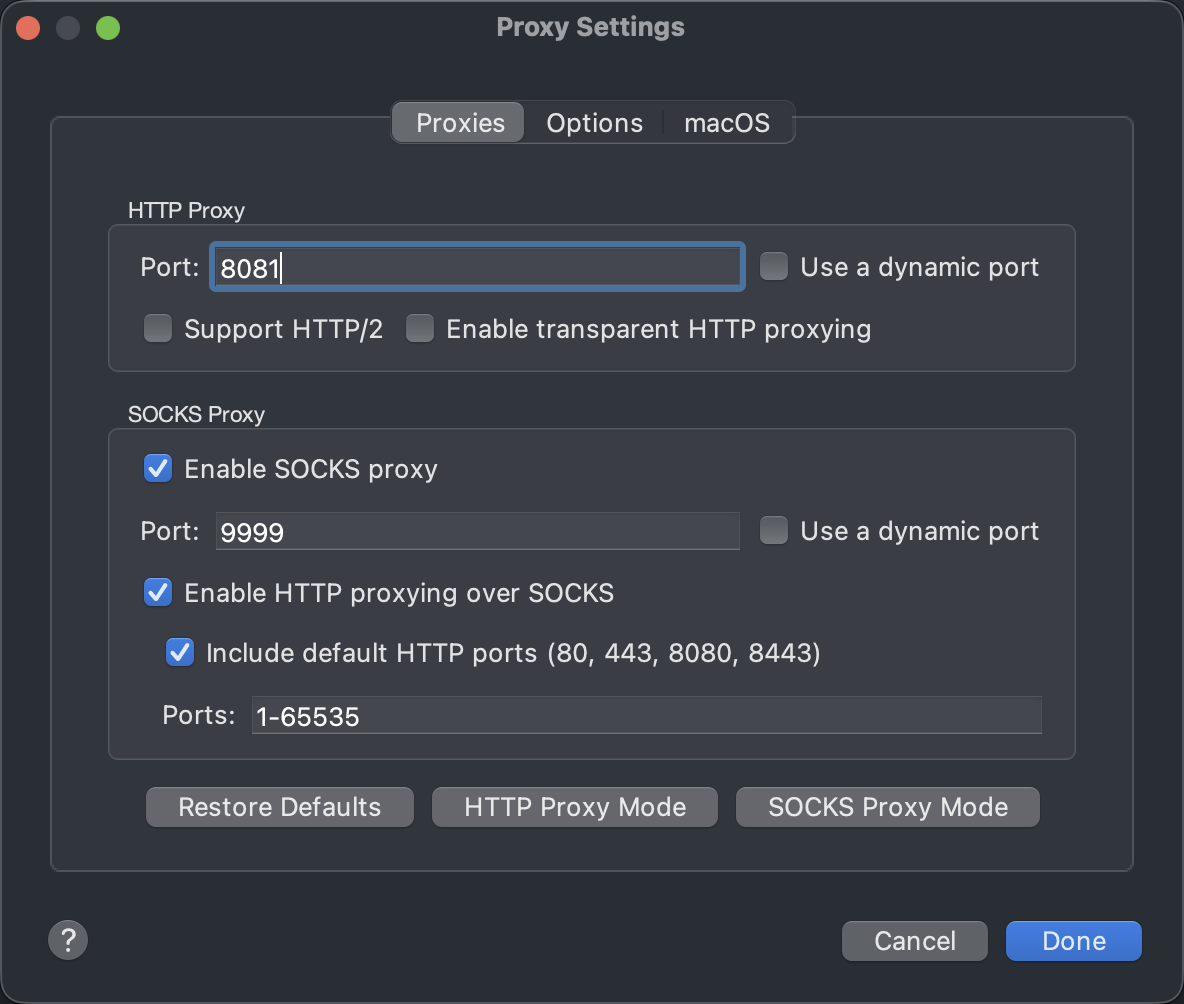 Proxy Settings
Proxies Options macOS
HTTP Proxy
Port: 8081 Use a dynamic port
Support HTTP/2 Enable transparent HTTP proxying
SOCKS Proxy
Enable SOCKS proxy
Port: 9999 Use a dynamic port
Enable HTTP proxying over SOCKS
Include default HTTP ports (80, 443, 8080, 8443)
Ports: 1-65535
Restore Defaults HTTP Proxy Mode SOCKS Proxy Mode
? Cancel Done